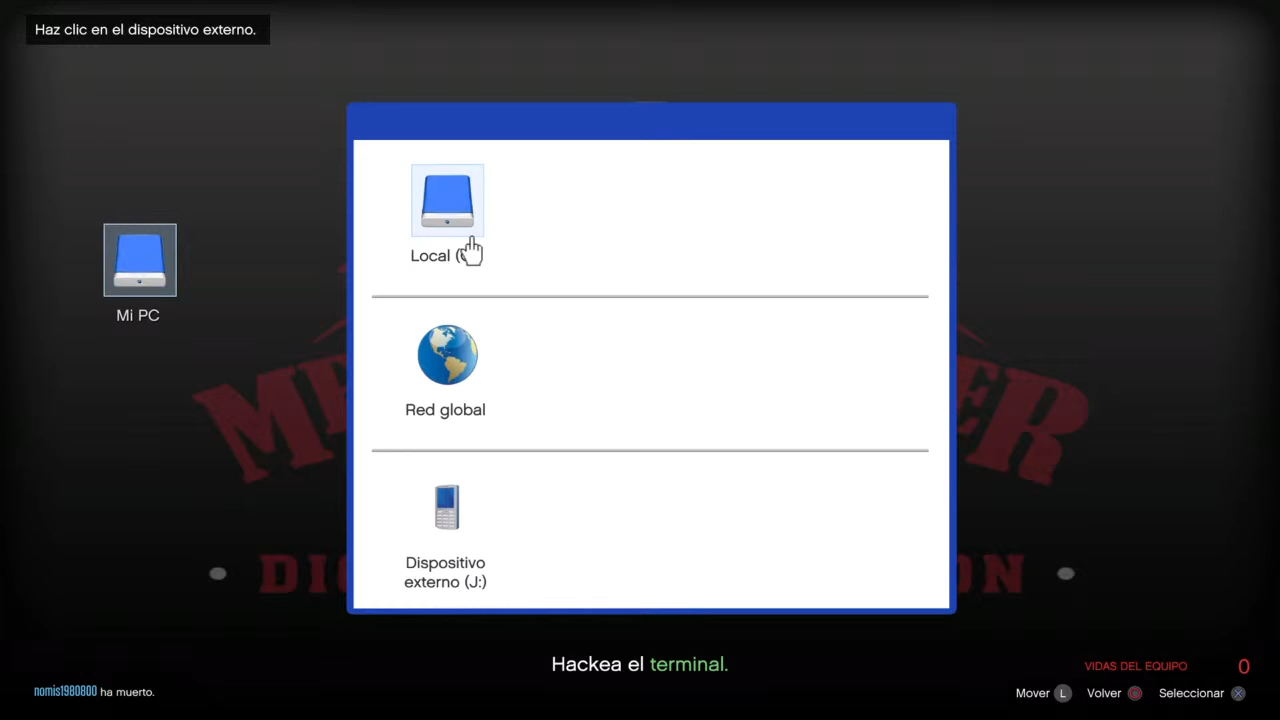 Haz clic en el dispositivo externo.
Local (
Mi PC
Red global
Dispositivo
externo (J:)
Hackea el terminal.
VIDAS DEL EQUIPO 0
nomis1980800 ha muerto.
Mover L Volver Seleccionar